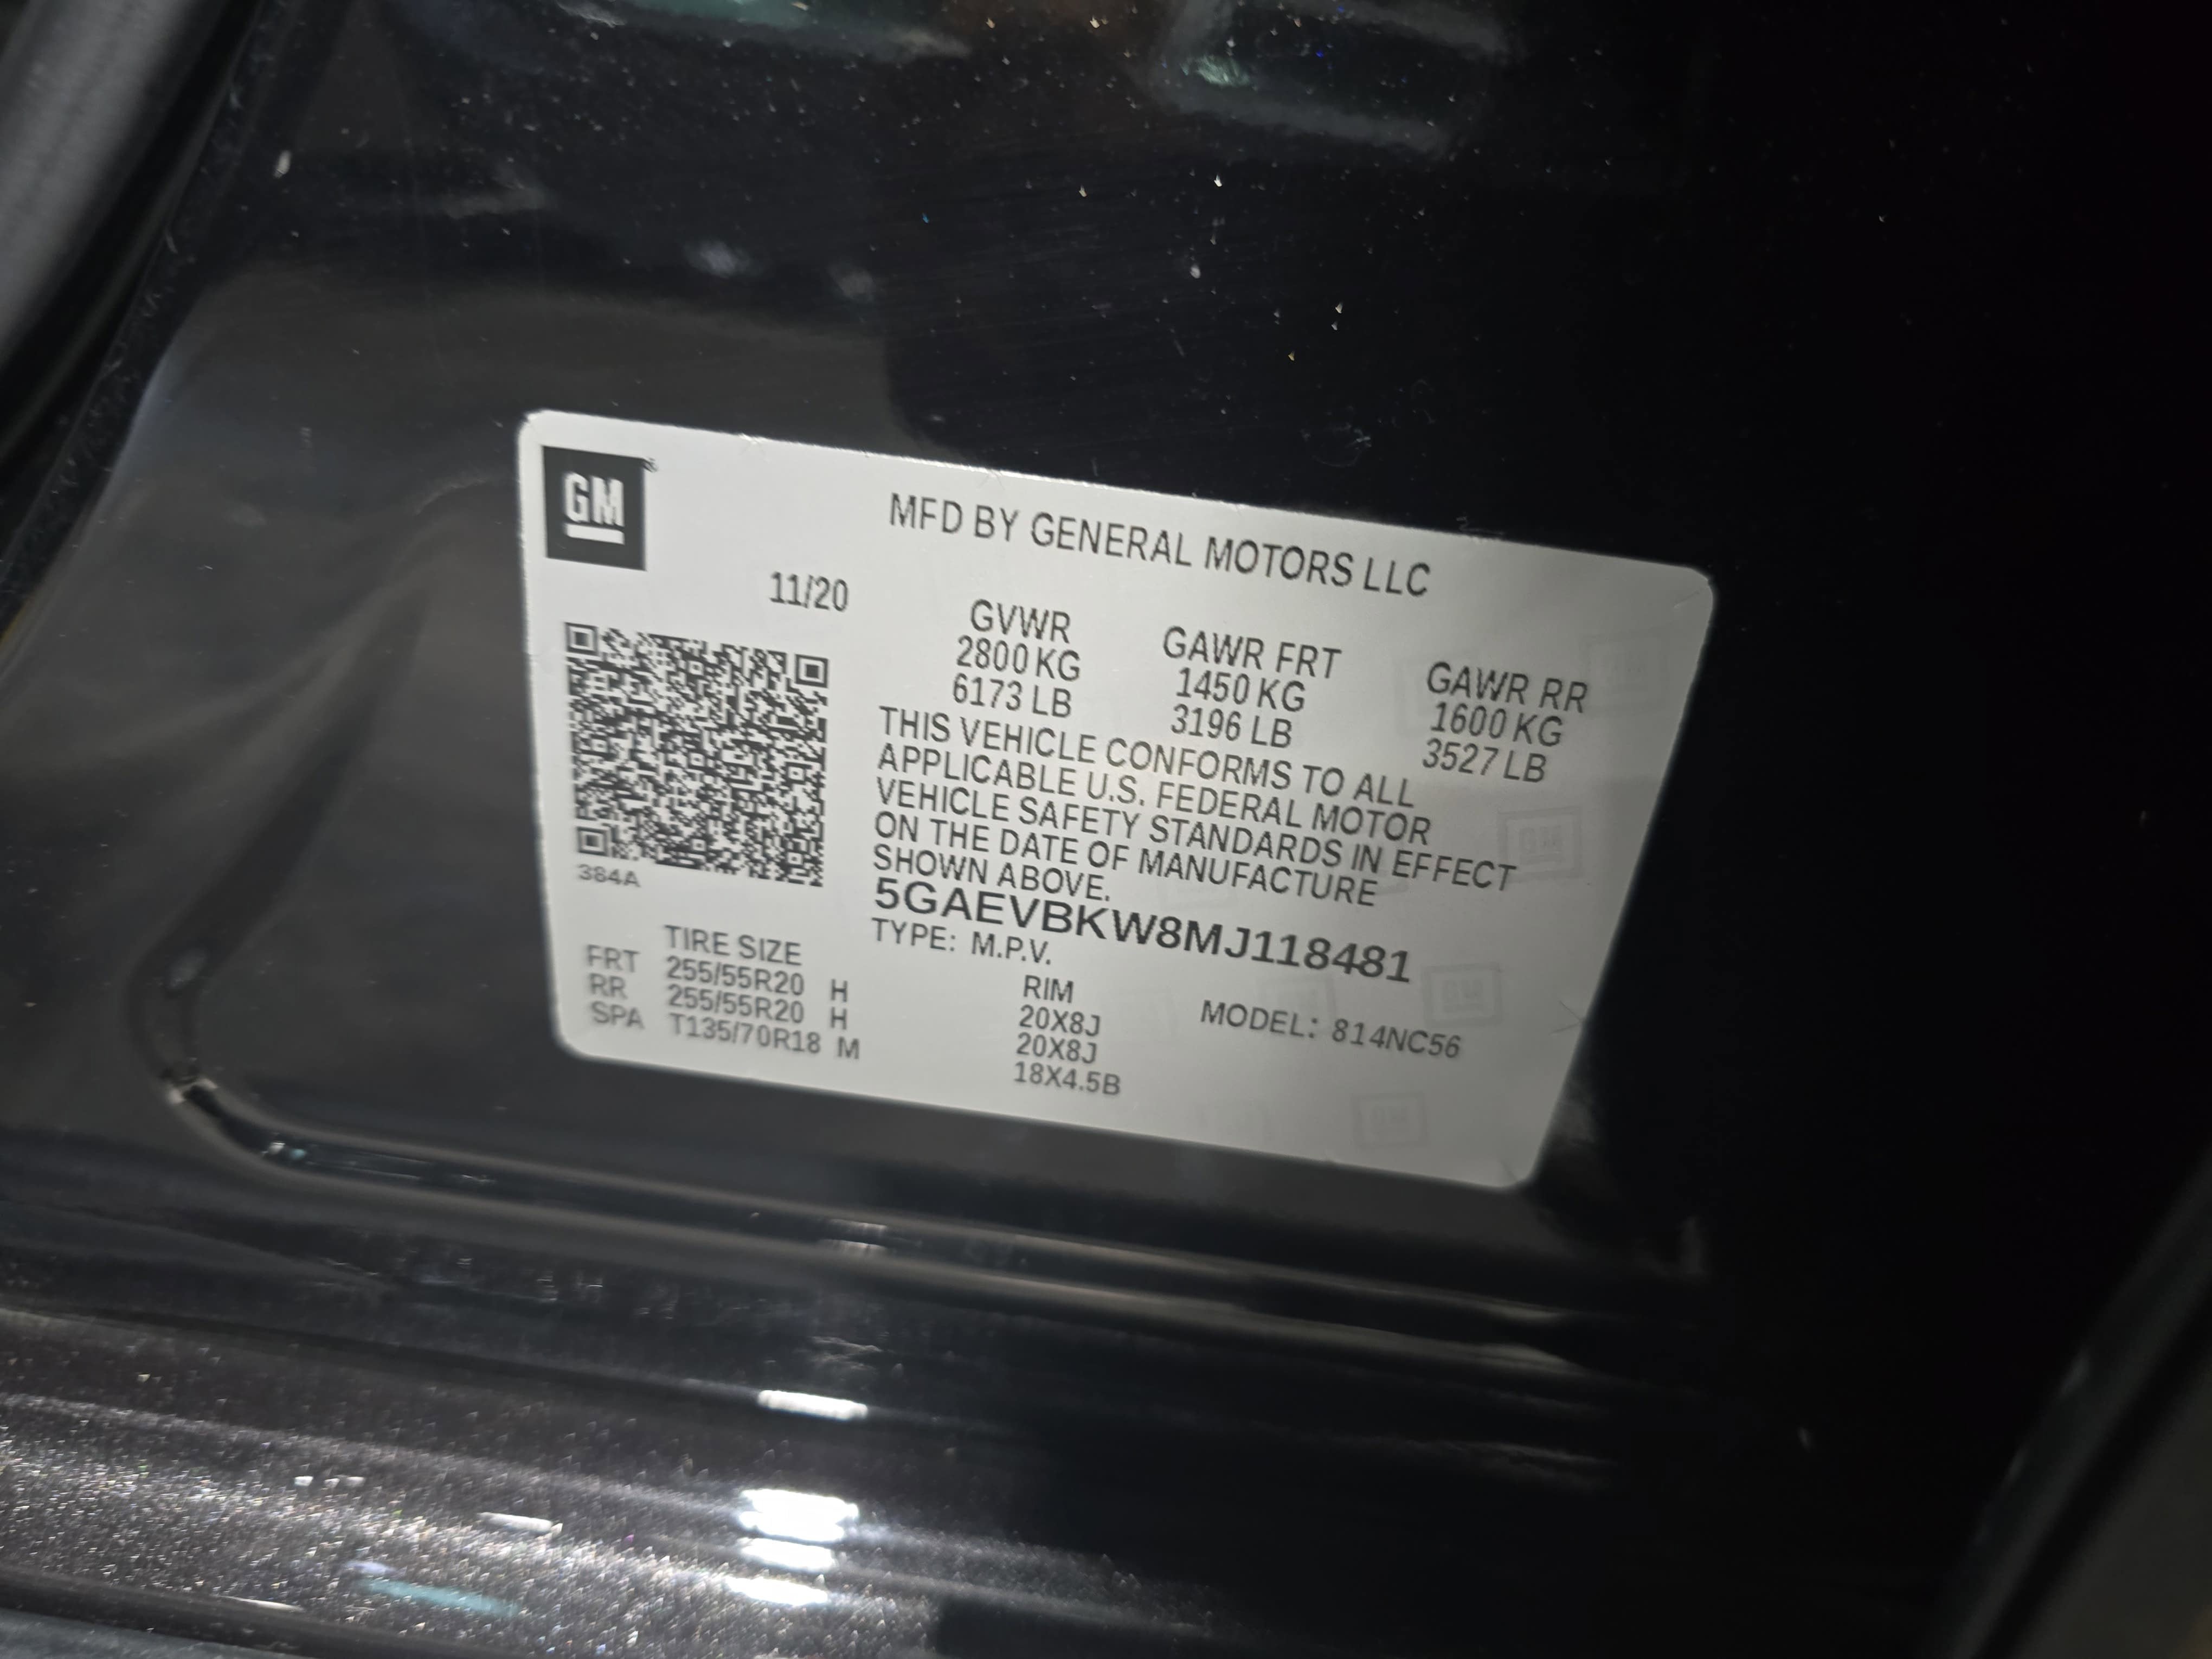 GM
MFD BY GENERAL MOTORS LLC
11/20
GVWR GAWR FRT GAWR RR
2800 KG 1450 KG 1600 KG
6173 LB 3196 LB 3527 LB
THIS VEHICLE CONFORMS TO ALL
APPLICABLE U.S. FEDERAL MOTOR
VEHICLE SAFETY STANDARDS IN EFFECT
ON THE DATE OF MANUFACTURE
SHOWN ABOVE.
384A
5GAEVBKW8MJ118481
TYPE: M.P.V.
MODEL: 814NC56
TIRE SIZE RIM
FRT 255/55R20 H 20X8J
RR 255/55R20 H 20X8J
SPA T135/70R18 M 18X4.5B